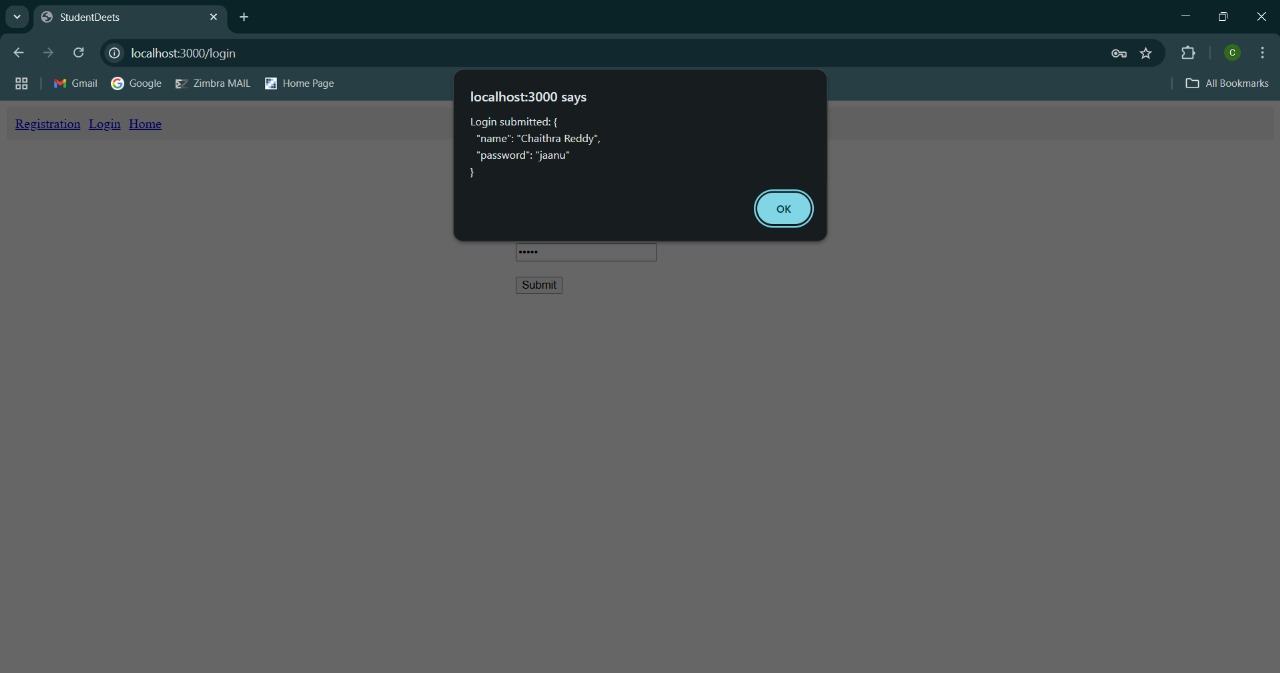 StudentDeets
localhost:3000/login
C
Gmail Google Zimbra MAIL Home Page All Bookmarks
localhost:3000 says
Login submitted: {
"name": "Chaithra Reddy",
"password": "jaanu"
}
OK
Registration Login Home
•••••
Submit